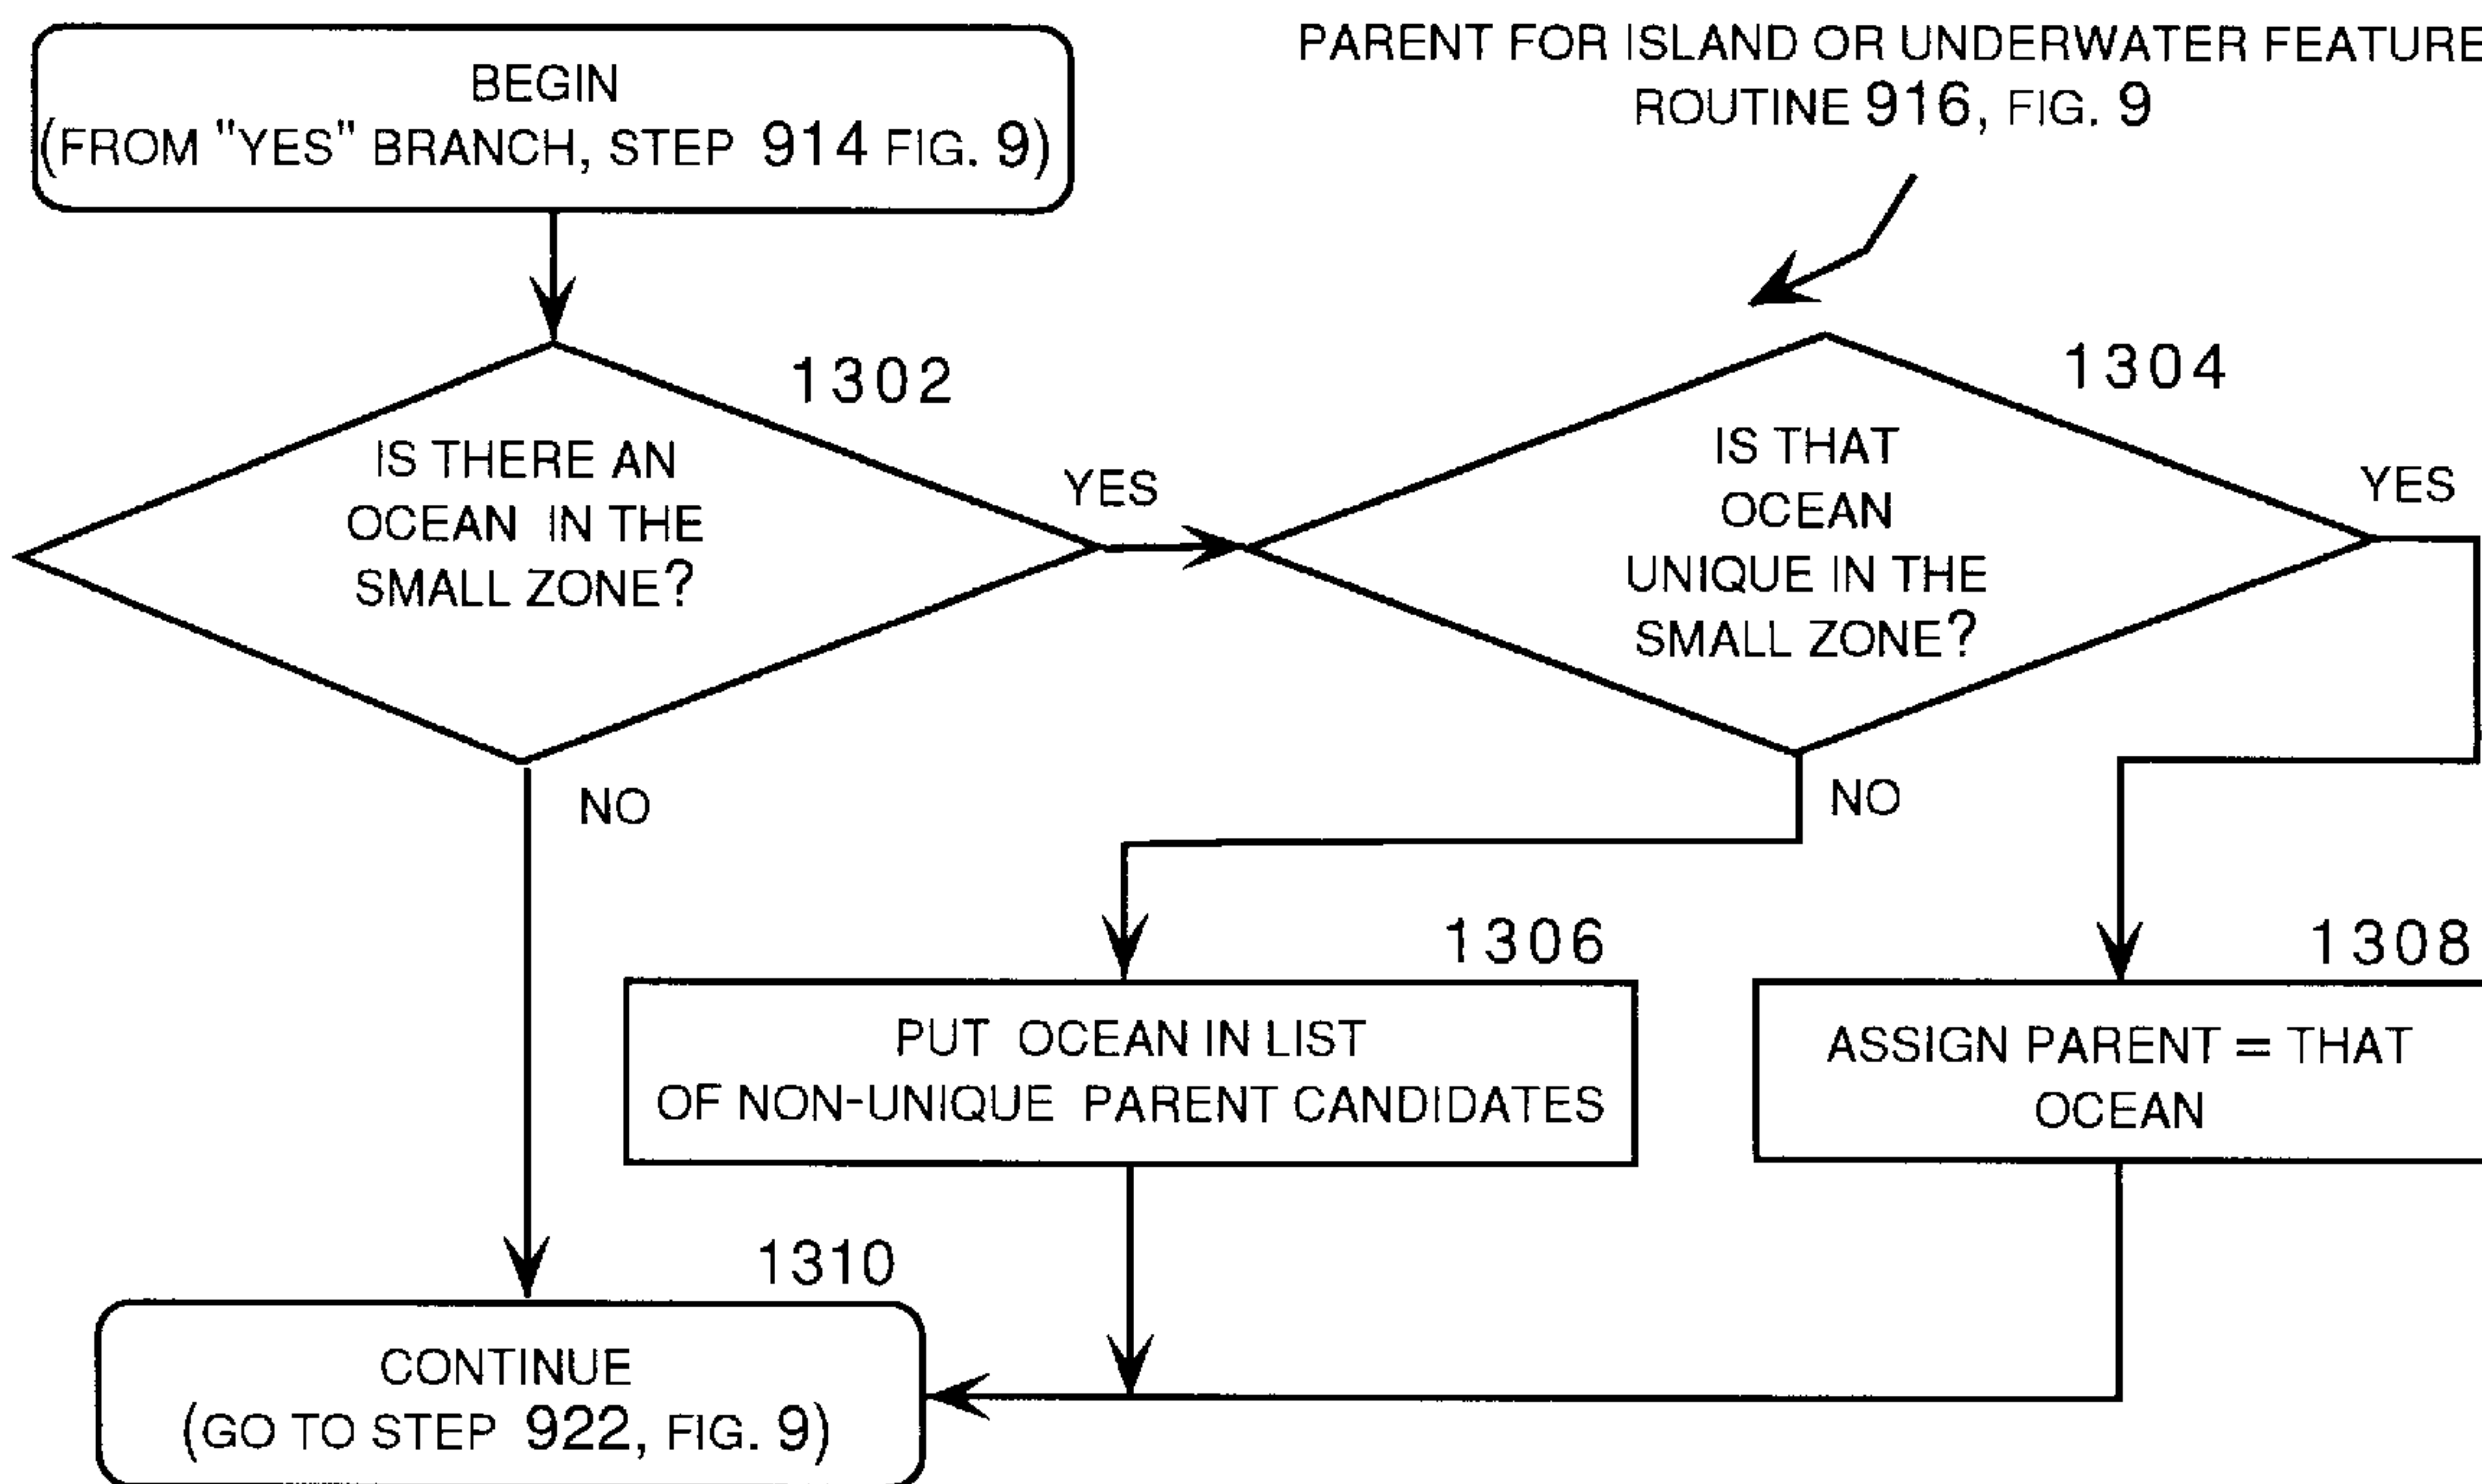 BEGIN
(FROM "YES" BRANCH, STEP 914 FIG. 9)
PARENT FOR ISLAND OR UNDERWATER FEATURE
ROUTINE 916, FIG. 9
1302
IS THERE AN
OCEAN IN THE
SMALL ZONE?
YES
NO
1304
IS THAT
OCEAN
UNIQUE IN THE
SMALL ZONE?
YES
NO
1306
PUT OCEAN IN LIST
OF NON-UNIQUE PARENT CANDIDATES
1308
ASSIGN PARENT = THAT
OCEAN
1310
CONTINUE
(GO TO STEP 922, FIG. 9)